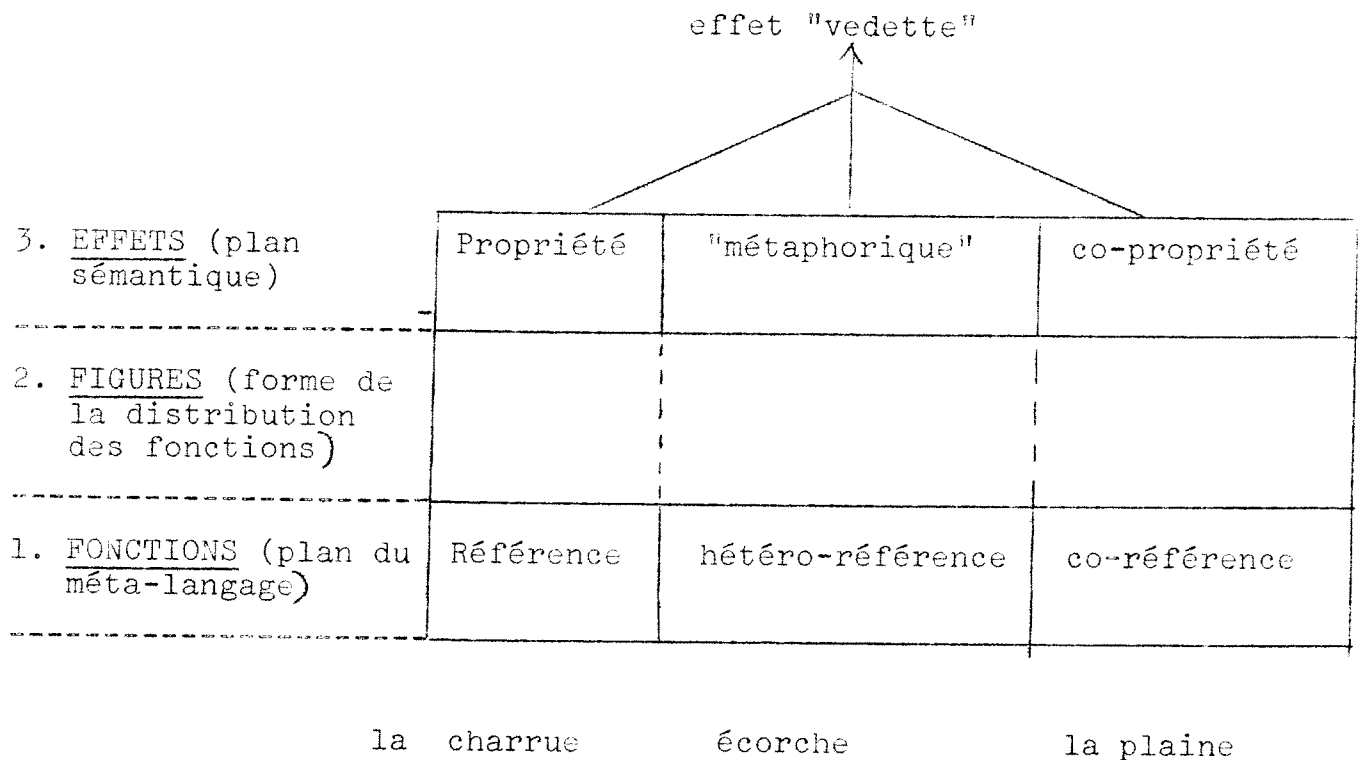 effet "vedette"
3. EFFETS (plan Propriété "métaphorique" co-propriété
sémantique)
2. FIGURES (forme de
la distribution
des fonctions)
1. FONCTIONS (plan du Référence hétéro-référence co-référence
méta-langage)
la charrue écorche la plaine